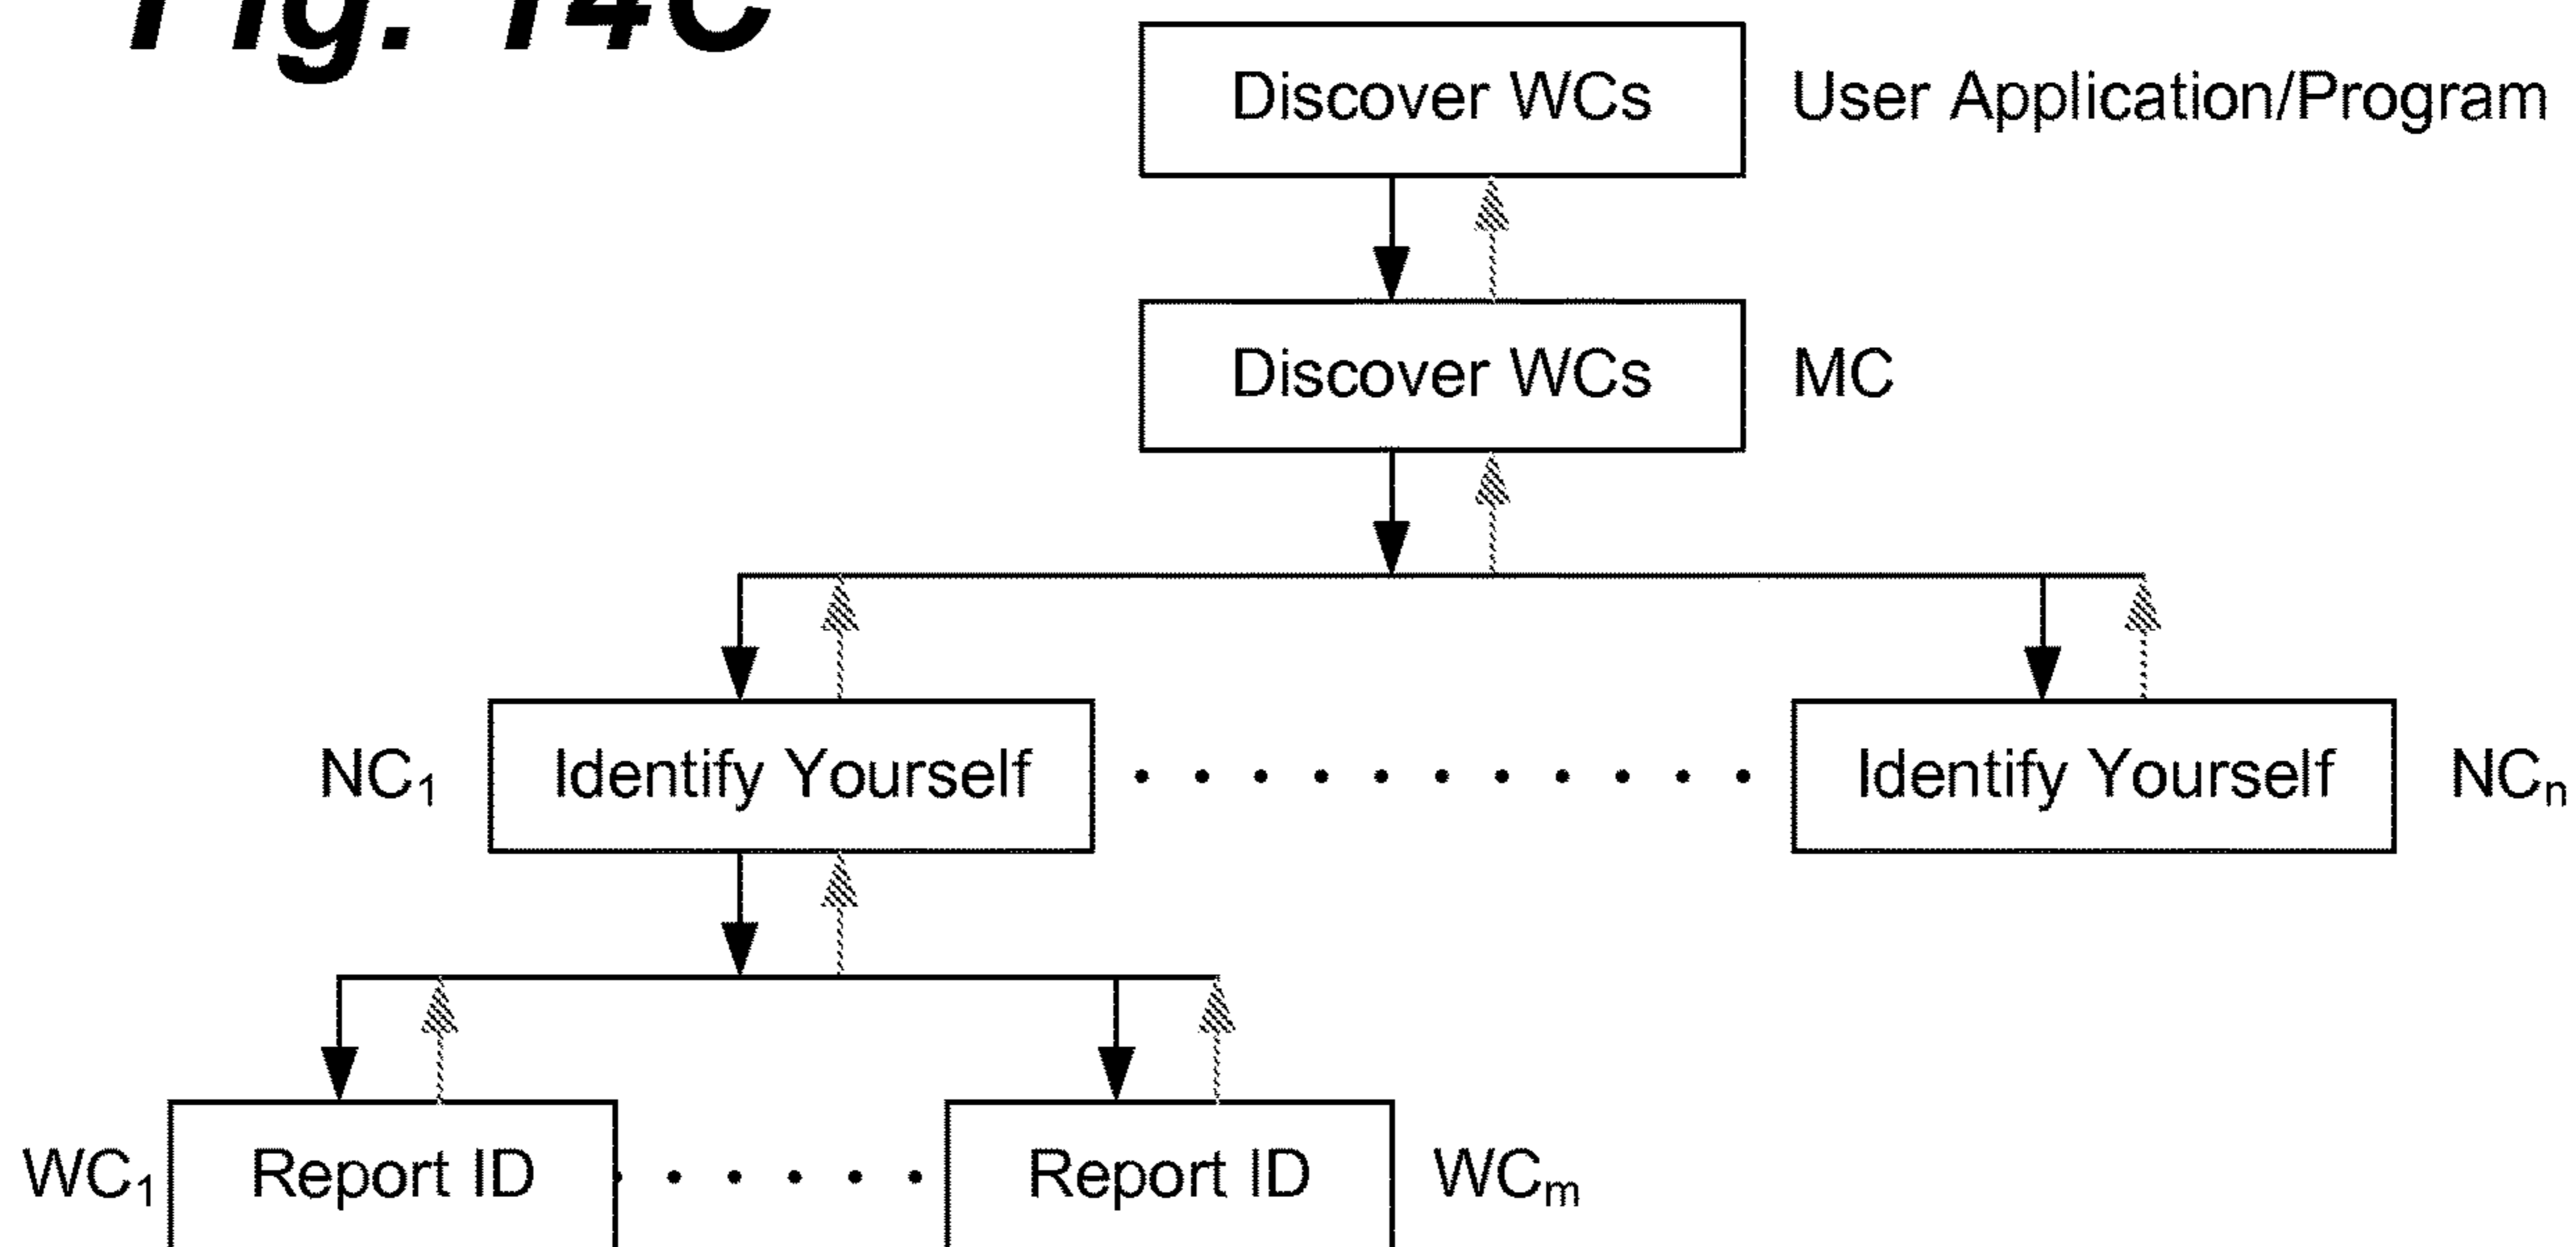 Fig. 14C
Discover WCs User Application/Program
Discover WCs MC
NC₁ Identify Yourself Identify Yourself NCₙ
WC₁ Report ID Report ID WCₘ